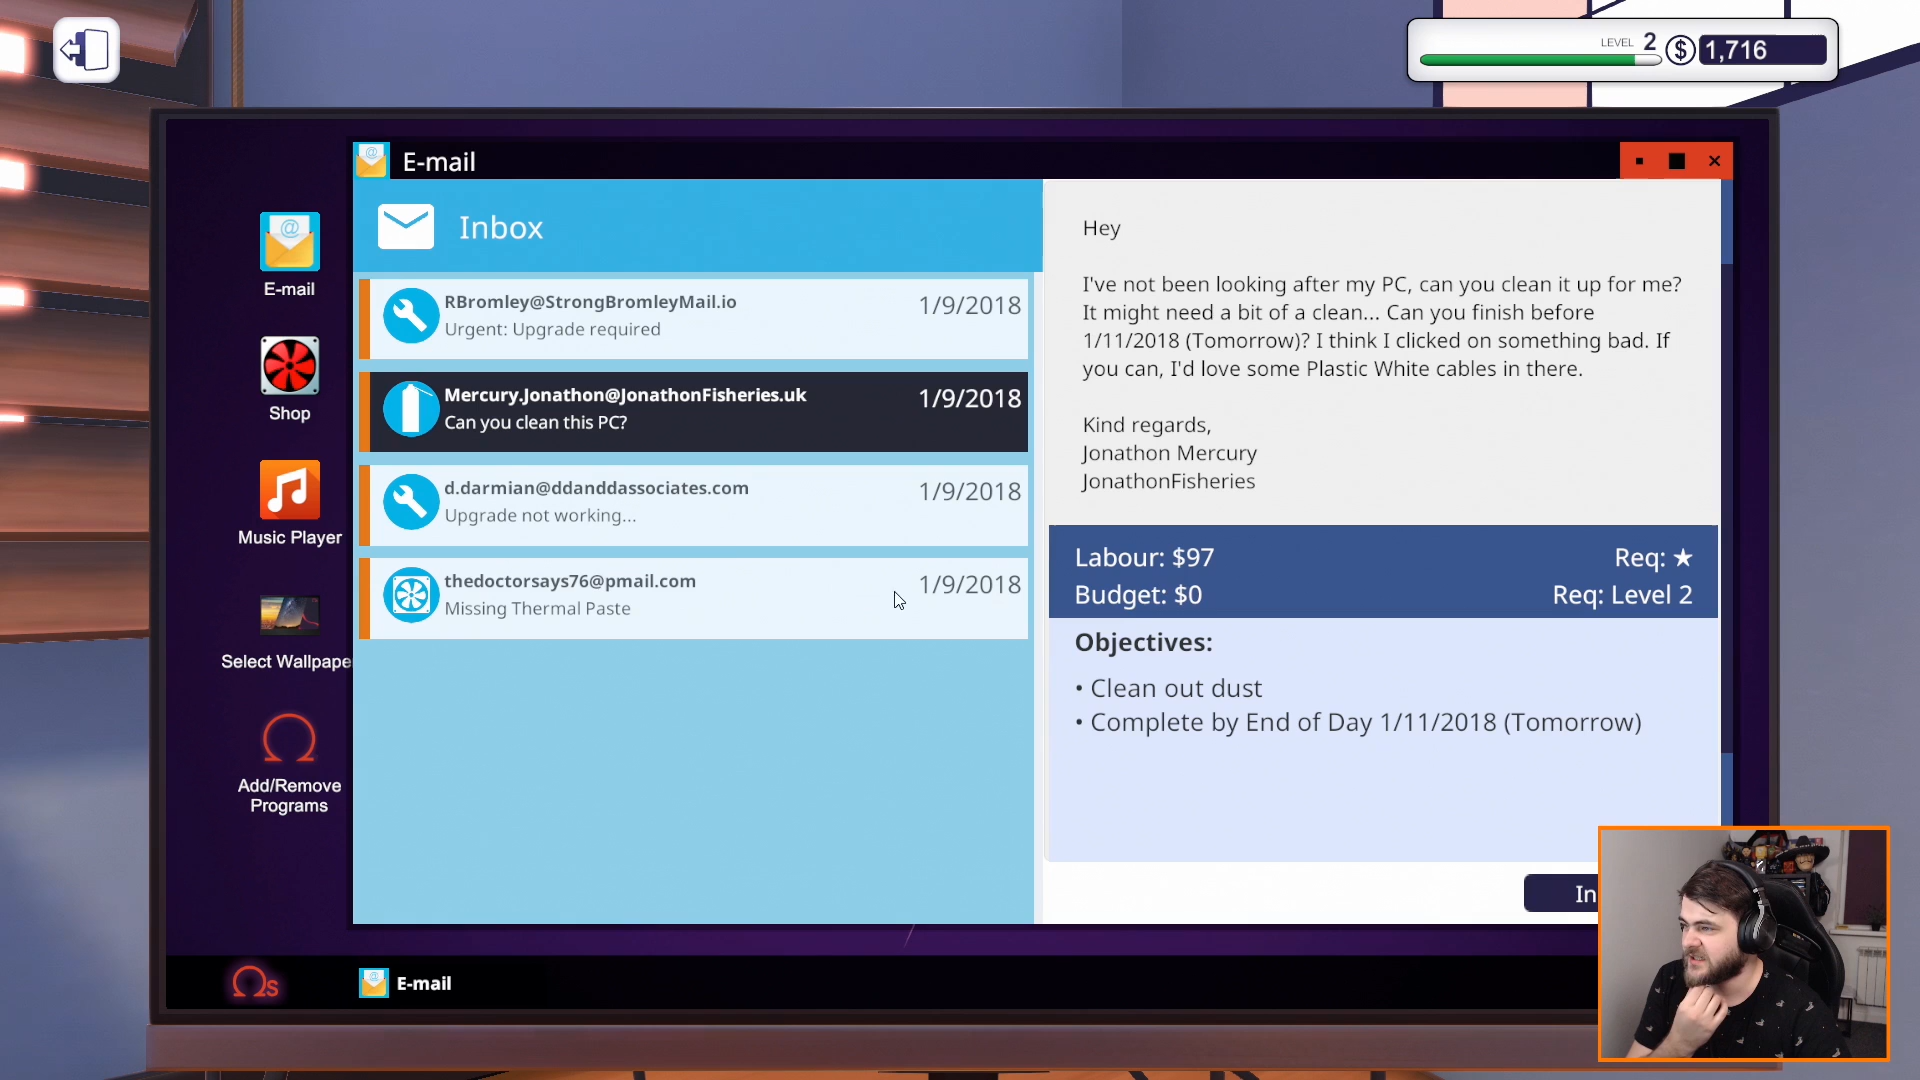 LEVEL 2 $ 1,716
@ E-mail
Inbox
@
E-mail
Shop
Music Player
Select Wallpape
Add/Remove
Programs
RBromley@StrongBromleyMail.io 1/9/2018
Urgent: Upgrade required
Mercury.Jonathon@JonathonFisheries.uk 1/9/2018
Can you clean this PC?
d.darmian@ddanddassociates.com 1/9/2018
Upgrade not working...
thedoctorsays76@pmail.com 1/9/2018
Missing Thermal Paste
Hey
I've not been looking after my PC, can you clean it up for me?
It might need a bit of a clean... Can you finish before
1/11/2018 (Tomorrow)? I think I clicked on something bad. If
you can, I'd love some Plastic White cables in there.
Kind regards,
Jonathon Mercury
JonathonFisheries
Labour: $97 Req: ★
Budget: $0 Req: Level 2
Objectives:
• Clean out dust
• Complete by End of Day 1/11/2018 (Tomorrow)
In
Ωs @ E-mail